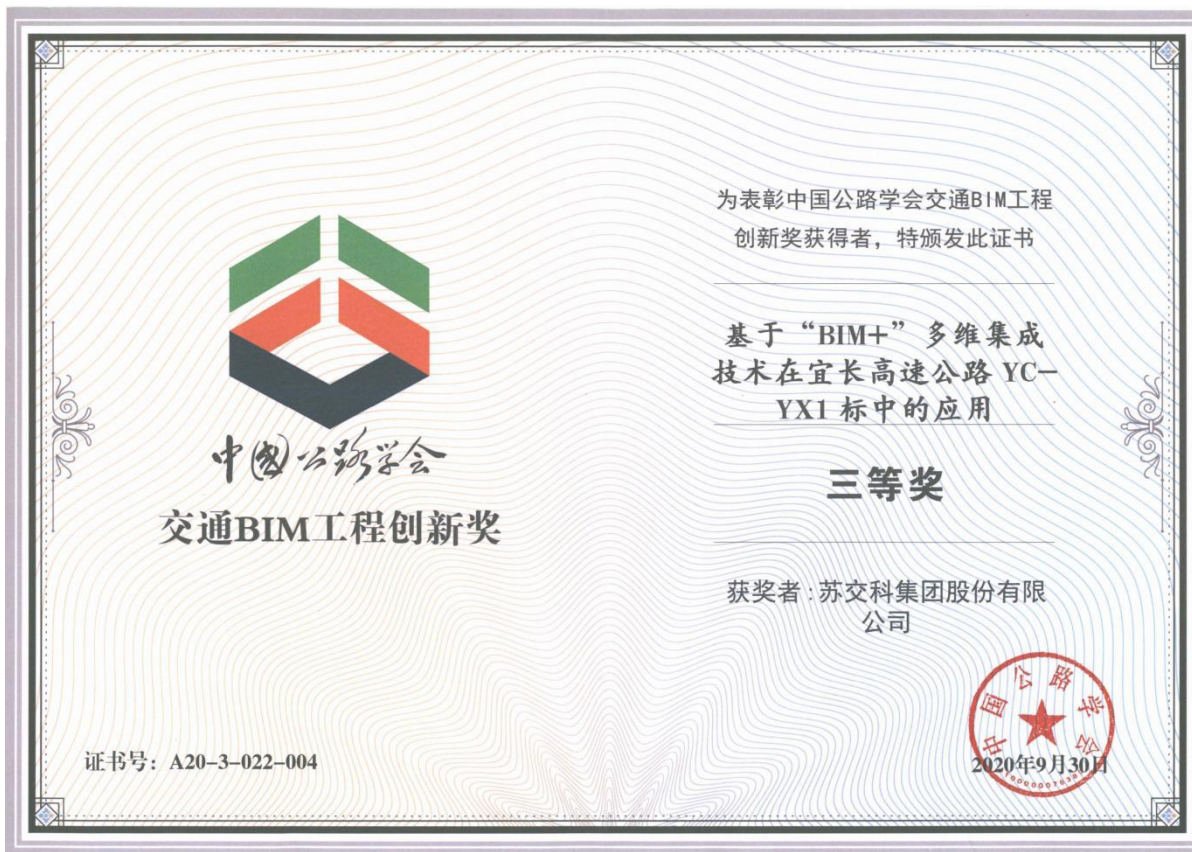 中国公路学会
交通BIM工程创新奖
证书号：A20-3-022-004
为表彰中国公路学会交通BIM工程
创新奖获得者，特颁发此证书
基于“BIM+”多维集成
技术在宜长高速公路 YC-
YX1 标中的应用
三等奖
获奖者:苏交科集团股份有限
公司
中国公路学会
2020年9月30日